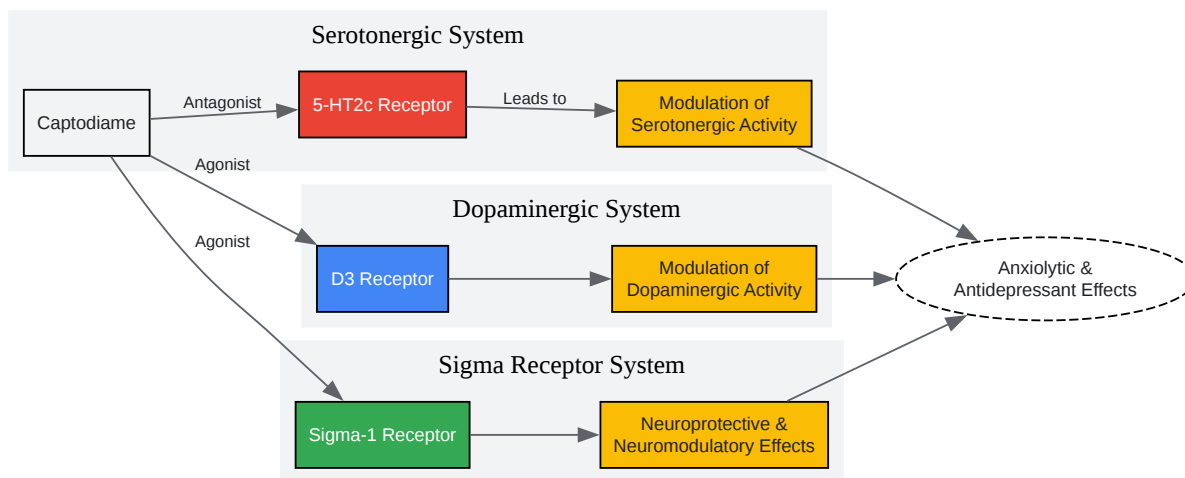 Serotonergic System
Captodiame
Antagonist
5-HT2c Receptor
Leads to
Modulation of
Serotonergic Activity
Agonist
Dopaminergic System
Agonist
D3 Receptor
Modulation of
Dopaminergic Activity
Anxiolytic &
Antidepressant Effects
Sigma Receptor System
Sigma-1 Receptor
Neuroprotective &
Neuromodulatory Effects